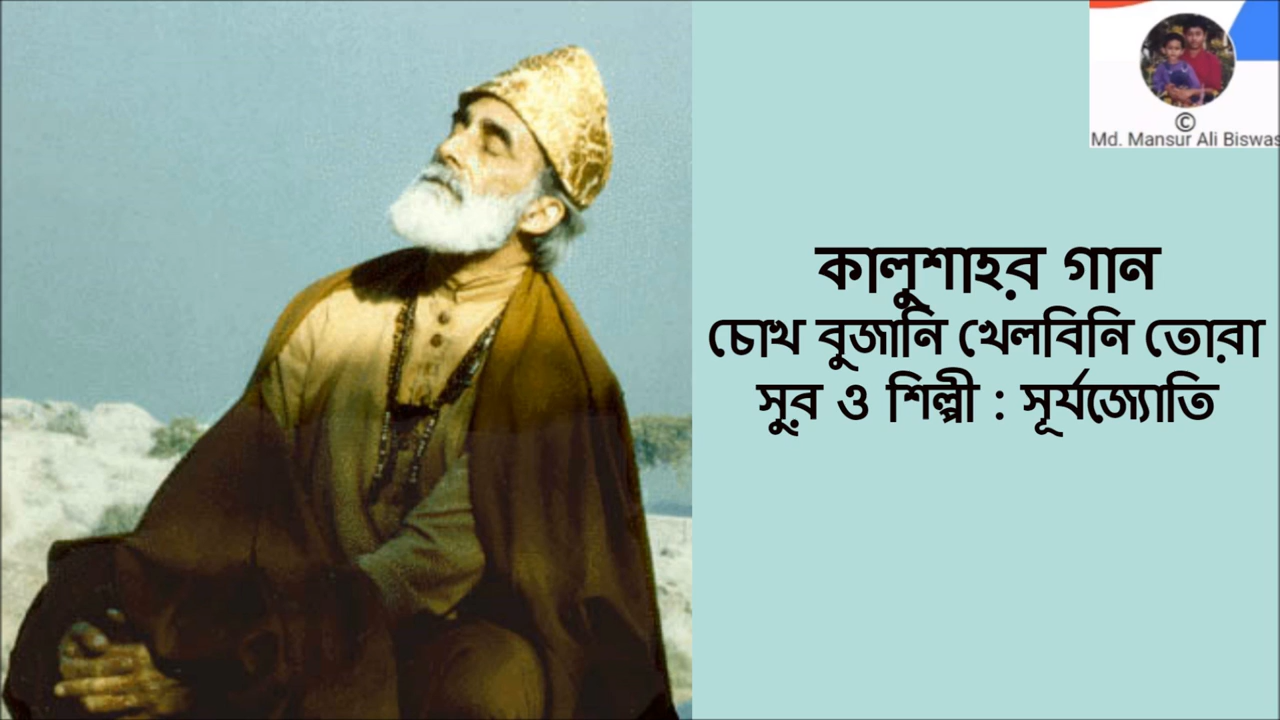 ©
Md. Mansur Ali Biswas
কালুশাহর গান
চোখ বুজানি খেলবিনি তোরা
সুর ও শিল্পী : সূর্যজ্যোতি